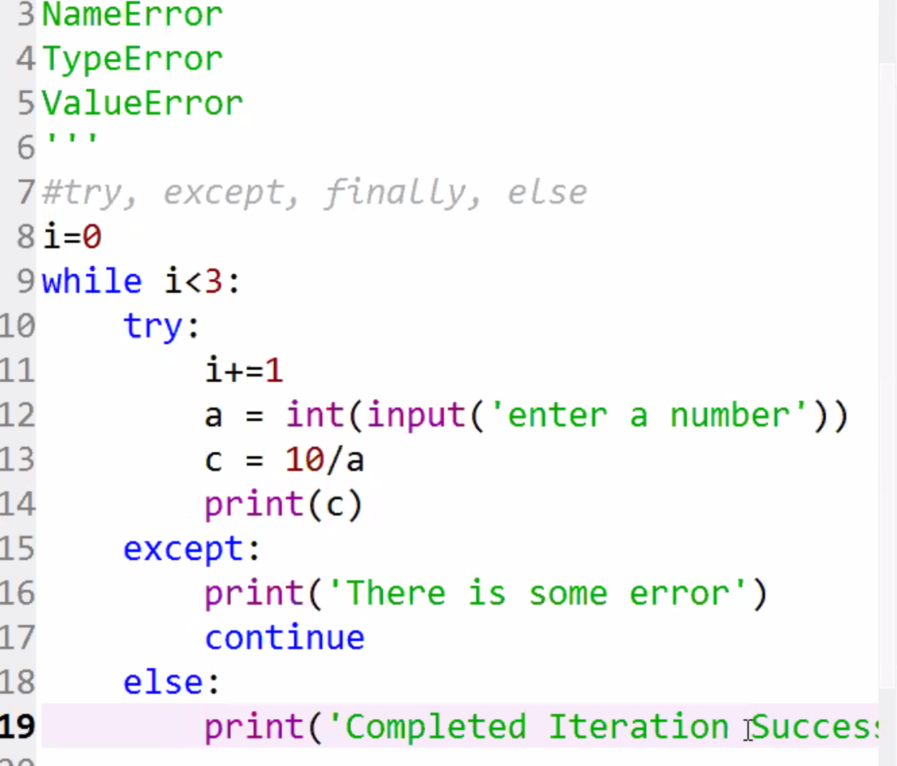 3 NameError
4 TypeError
5 ValueError
6 '''
7 #try, except, finally, else
8 i=0
9 while i<3:
10     try:
11         i+=1
12         a = int(input('enter a number'))
13         c = 10/a
14         print(c)
15     except:
16         print('There is some error')
17         continue
18     else:
19         print('Completed Iteration Success
20